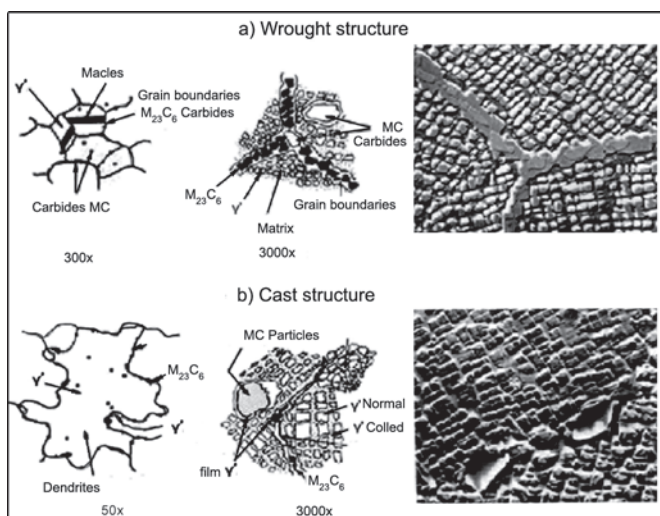 a) Wrought structure
γ'
Macles
Grain boundaries
M23C6 Carbides
Carbides MC
300x
MC
Carbides
M23C6
γ'
Grain boundaries
Matrix
3000x
b) Cast structure
γ'
M23C6
γ'
Dendrites
50x
MC Particles
γ'Normal
γ' Colled
film γ'
M23C6
3000x